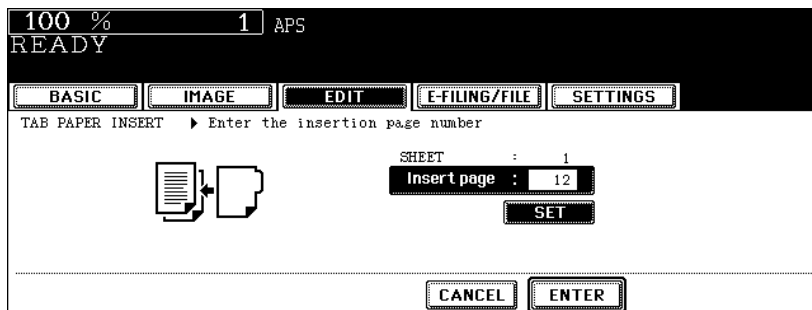 100 % 1 APS
READY
BASIC IMAGE EDIT E-FILING/FILE SETTINGS
TAB PAPER INSERT ▶ Enter the insertion page number
SHEET : 1
Insert page : 12
SET
CANCEL ENTER